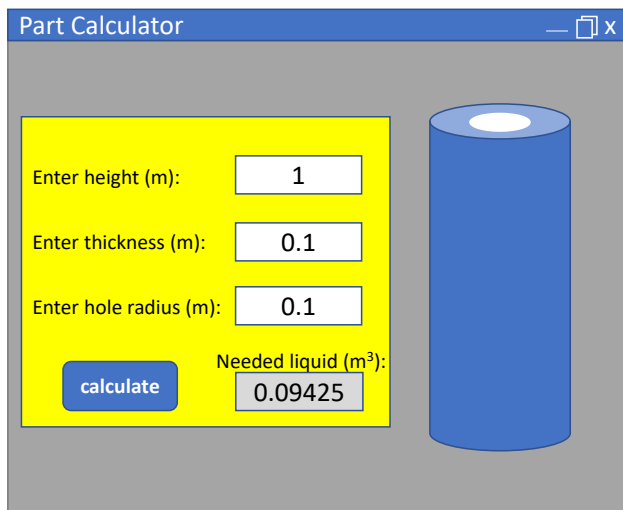 Part Calculator x
Enter height (m): 1
Enter thickness (m): 0.1
Enter hole radius (m): 0.1
Needed liquid (m³):
calculate 0.09425